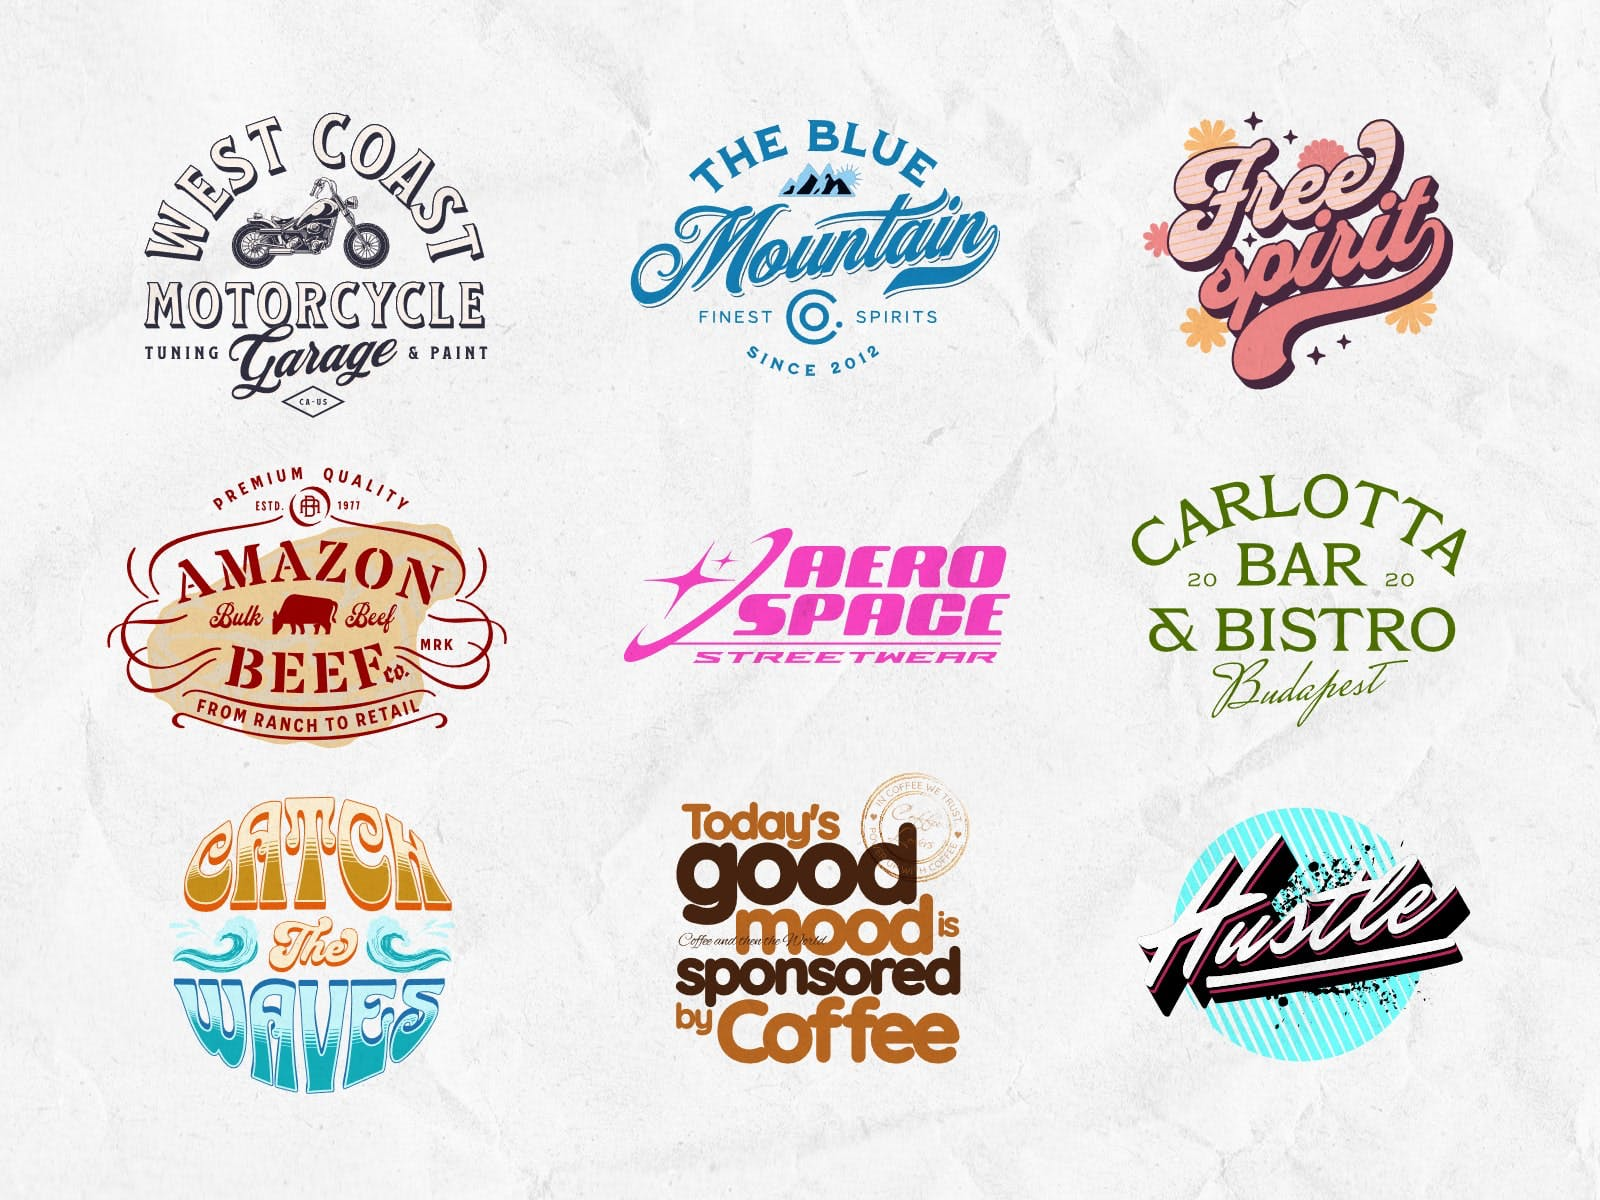 WEST COAST
MOTORCYCLE
TUNING Garage & PAINT
CA-US
THE BLUE
Mountain
FINEST CO. SPIRITS
SINCE 2012
Free
spirit
PREMIUM QUALITY
ESTD. 1977
AMAZON
Bulk Beef
BEEF co. MRK
FROM RANCH TO RETAIL
AERO
SPACE
STREETWEAR
CARLOTTA
20 BAR 20
& BISTRO
Budapest
CATCH
The
WAVES
IN COFFEE WE TRUST
Coffee
WITH COFFEE
Today's
good
mood is
Coffee and then the World
sponsored
by Coffee
Hustle